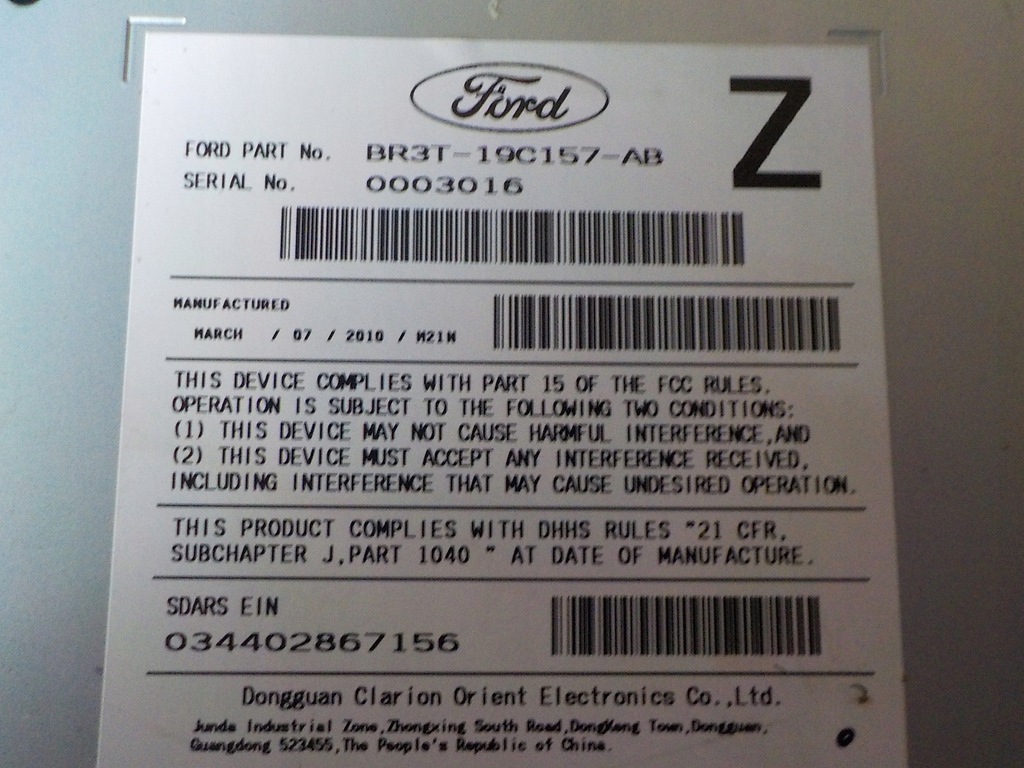 Ford
Z
FORD PART No. BR3T-19C157-AB
SERIAL No. 0003016
MANUFACTURED
MARCH / 07 / 2010 / M21N
THIS DEVICE COMPLIES WITH PART 15 OF THE FCC RULES.
OPERATION IS SUBJECT TO THE FOLLOWING TWO CONDITIONS:
(1) THIS DEVICE MAY NOT CAUSE HARMFUL INTERFERENCE,AND
(2) THIS DEVICE MUST ACCEPT ANY INTERFERENCE RECEIVED,
INCLUDING INTERFERENCE THAT MAY CAUSE UNDESIRED OPERATION.
THIS PRODUCT COMPLIES WITH DHHS RULES "21 CFR,
SUBCHAPTER J,PART 1040 " AT DATE OF MANUFACTURE.
SDARS EIN
034402867156
Dongguan Clarion Orient Electronics Co.,Ltd.
Junda Industrial Zone,Zhongxing South Road,DongKeng Town,Dongguan,
Guangdong 523455,The People's Republic of China.